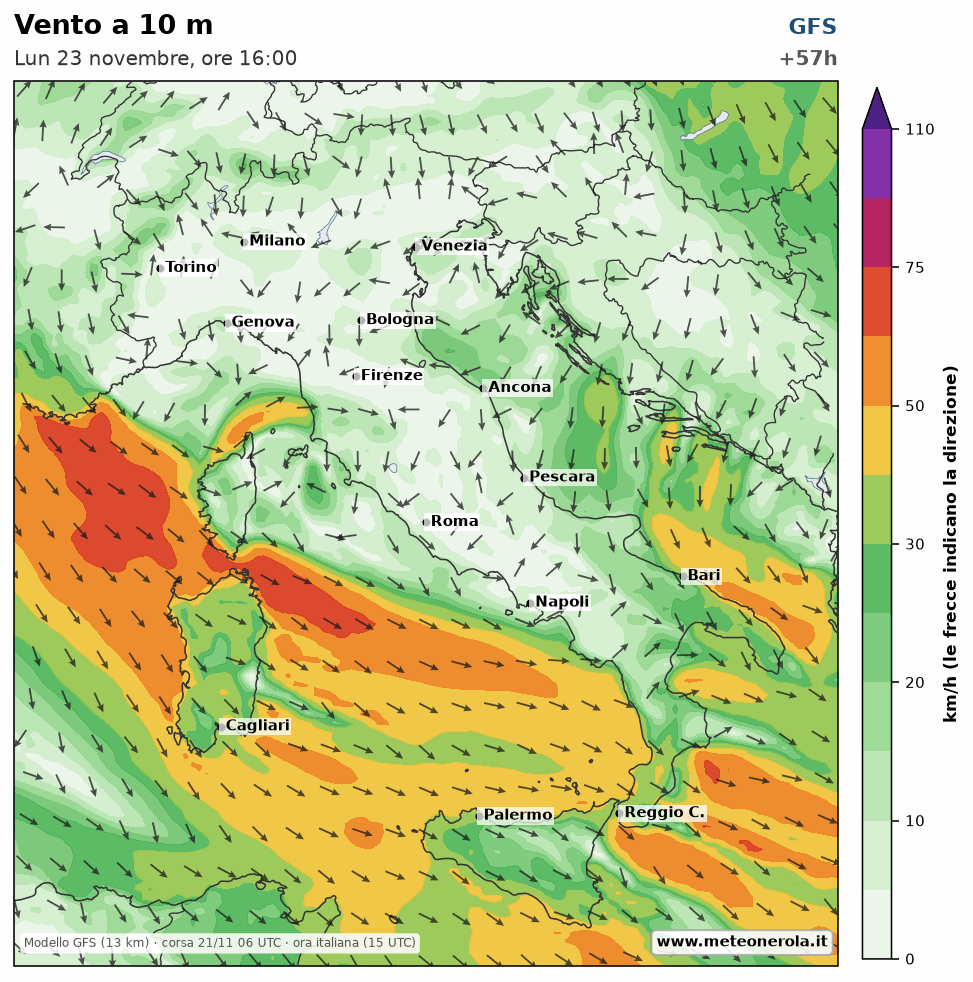 Vento a 10 m
GFS
Lun 23 novembre, ore 16:00
+57h
110
75
50
30
20
10
0
km/h (le frecce indicano la direzione)
Milano
Venezia
Torino
Genova
Bologna
Firenze
Ancona
Pescara
Roma
Bari
Napoli
Cagliari
Palermo
Reggio C.
Modello GFS (13 km) · corsa 21/11 06 UTC · ora italiana (15 UTC)
www.meteonerola.it